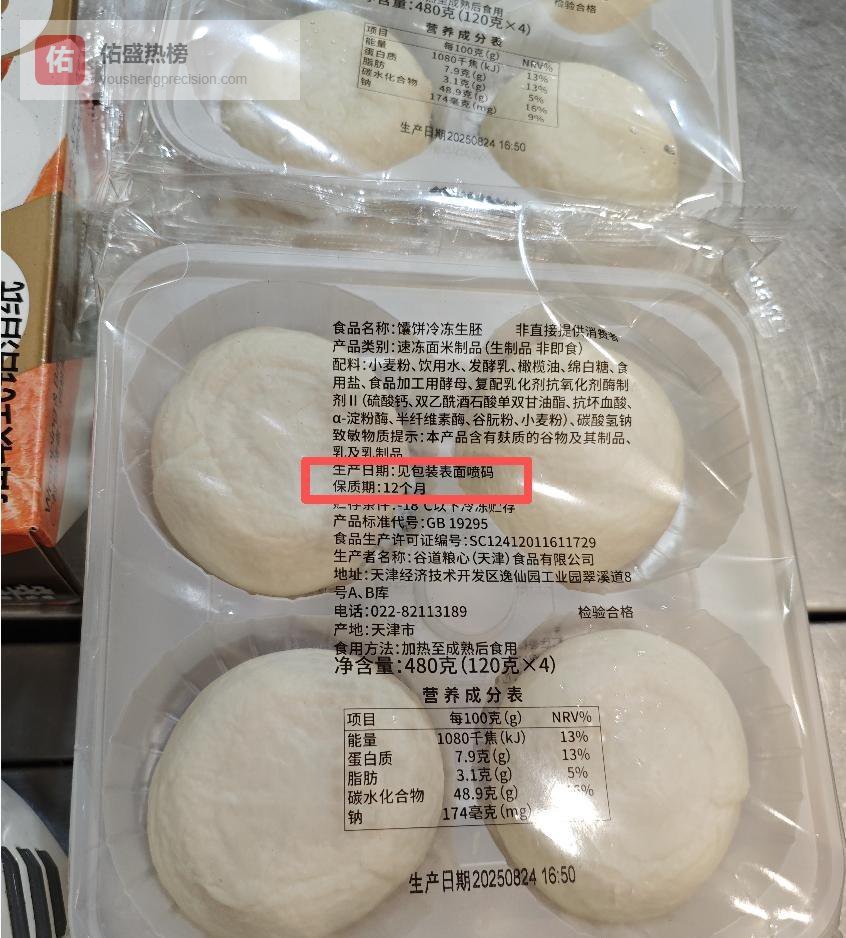 佑
佑盛热榜
youshengprecision.com
净含量:480克(120克×4)
检验合格
营养成分表
项目 每100克(g) NRV%
能量 1080千焦(kJ) 13%
蛋白质 7.9克(g) 13%
脂肪 3.1克(g) 5%
碳水化合物 48.9克(g) 16%
钠 174毫克(mg) 9%
生产日期20250824 16:50
食品名称:馕饼冷冻生胚 非直接提供消费者
产品类别:速冻面米制品(生制品 非即食)
配料:小麦粉、饮用水、发酵乳、橄榄油、绵白糖、食
用盐、食品加工用酵母、复配乳化剂抗氧化剂酶制
剂Ⅱ(硫酸钙、双乙酰酒石酸单双甘油酯、抗坏血酸、
α-淀粉酶、半纤维素酶、谷朊粉、小麦粉)、碳酸氢钠
致敏物质提示:本产品含有麸质的谷物及其制品、
乳及乳制品
生产日期:见包装表面喷码
保质期:12个月
贮存条件:-18℃以下冷冻贮存
产品标准代号:GB 19295
食品生产许可证编号:SC12412011611729
生产者名称:谷道粮心(天津)食品有限公司
地址:天津经济技术开发区逸仙园工业园翠溪道8
号A、B库
电话:022-82113189 检验合格
产地:天津市
食用方法:加热至成熟后食用
净含量:480克(120克×4)
营养成分表
项目 每100克(g) NRV%
能量 1080千焦(kJ) 13%
蛋白质 7.9克(g) 13%
脂肪 3.1克(g) 5%
碳水化合物 48.9克(g) 6%
钠 174毫克(mg)
生产日期20250824 16:50